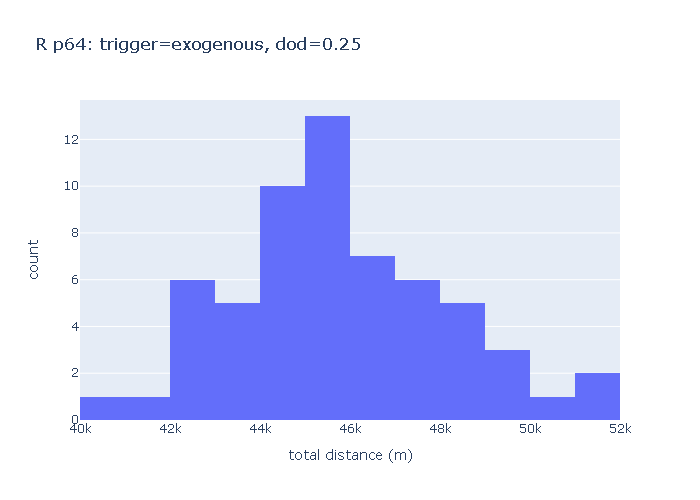 R p64: trigger=exogenous, dod=0.25
12
10
8
6
4
2
0
count
40k 42k 44k 46k 48k 50k 52k
total distance (m)